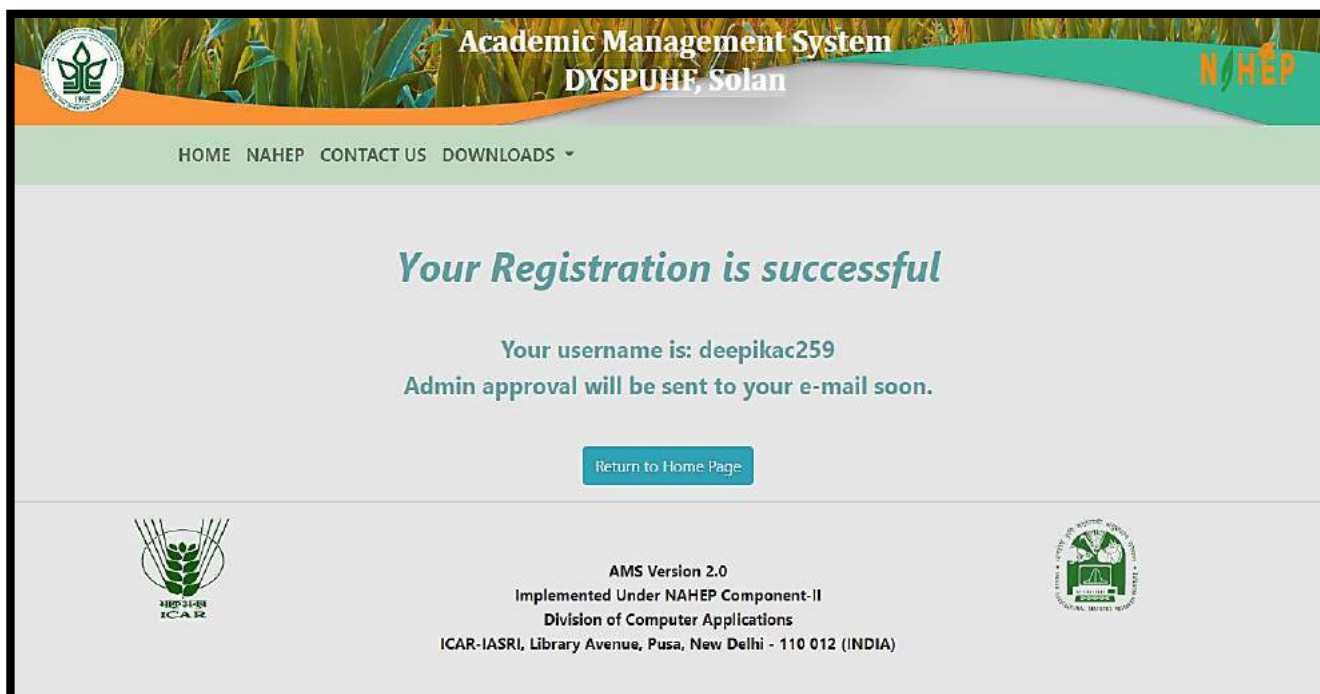 Academic Management System
DYSPUHF, Solan
NAHEP
HOME NAHEP CONTACT US DOWNLOADS
Your Registration is successful
Your username is: deepikac259
Admin approval will be sent to your e-mail soon.
Return to Home Page
भाकृअनुप
ICAR
AMS Version 2.0
Implemented Under NAHEP Component-II
Division of Computer Applications
ICAR-IASRI, Library Avenue, Pusa, New Delhi - 110 012 (INDIA)